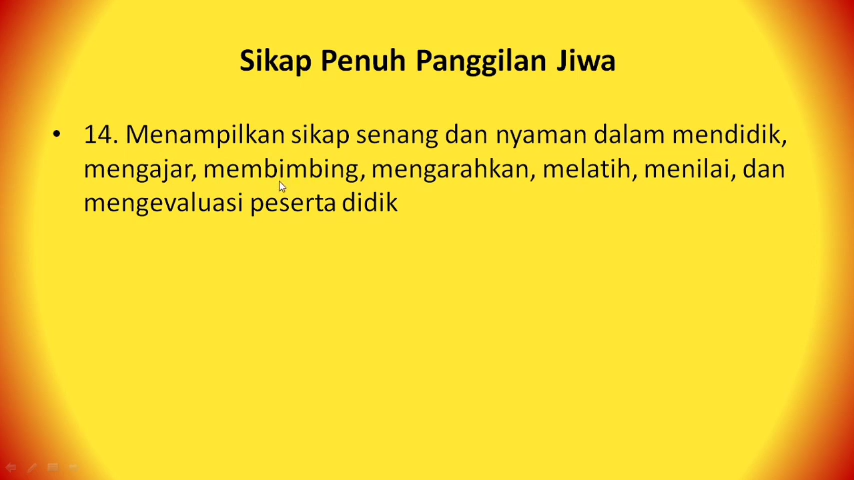 Sikap Penuh Panggilan Jiwa
• 14. Menampilkan sikap senang dan nyaman dalam mendidik,
mengajar, membimbing, mengarahkan, melatih, menilai, dan
mengevaluasi peserta didik